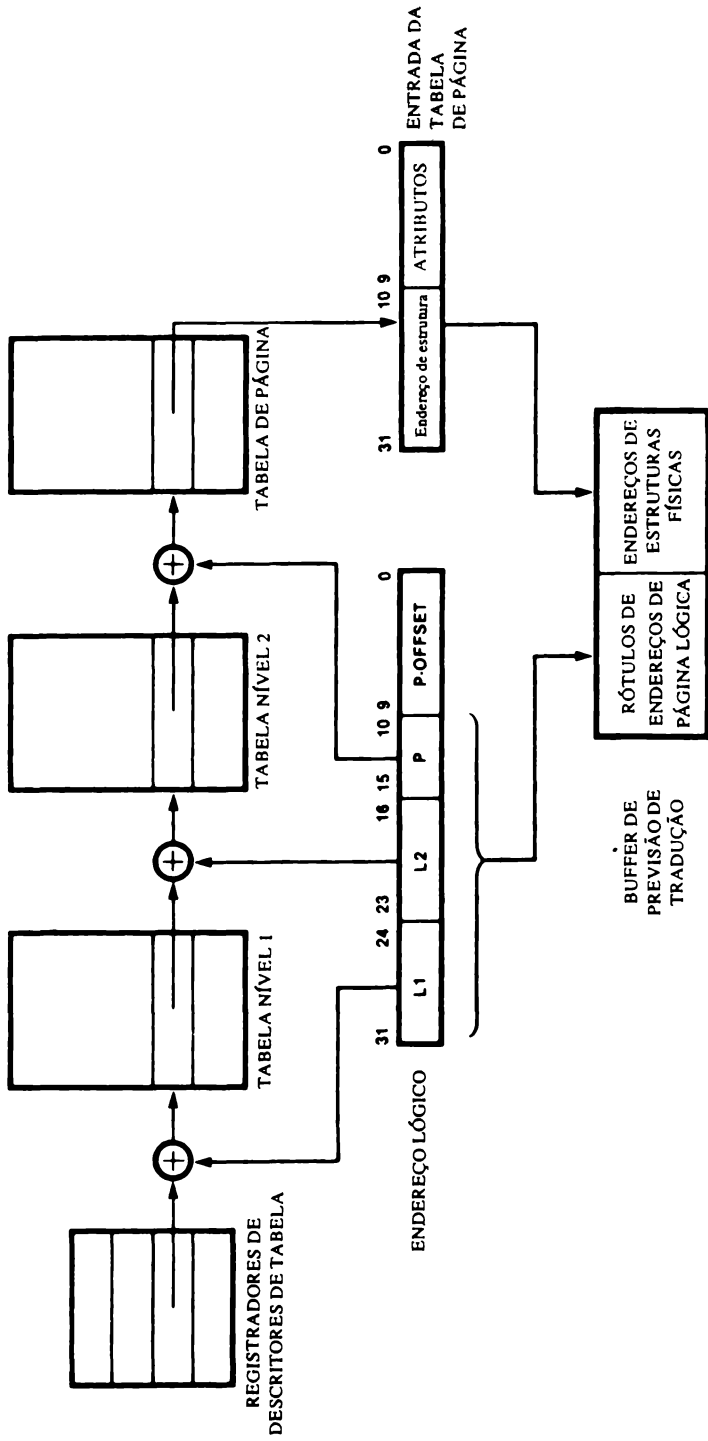 REGISTRADORES DE
DESCRITORES DE TABELA
TABELA NÍVEL 1
TABELA NÍVEL 2
TABELA DE PÁGINA
ENDEREÇO LÓGICO
31 24 23 16 15 10 9 0
L1 L2 P P.OFFSET
31 10 9 0
Endereço de estrutura ATRIBUTOS
ENTRADA DA
TABELA
DE PÁGINA
BUFFER DE
PREVISÃO DE
TRADUÇÃO
RÓTULOS DE
ENDEREÇOS DE
PÁGINA LÓGICA
ENDEREÇOS DE
ESTRUTURAS
FÍSICAS